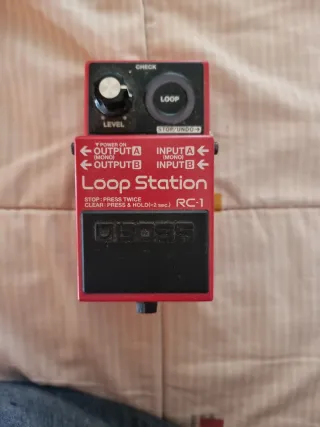 CHECK
LOOP
LEVEL
STOP/UNDO
▼POWER ON
OUTPUT A
(MONO)
OUTPUT B
INPUT A
(MONO)
INPUT B
Loop Station
RC-1
STOP : PRESS TWICE
CLEAR : PRESS & HOLD(>2 sec.)
BOSS